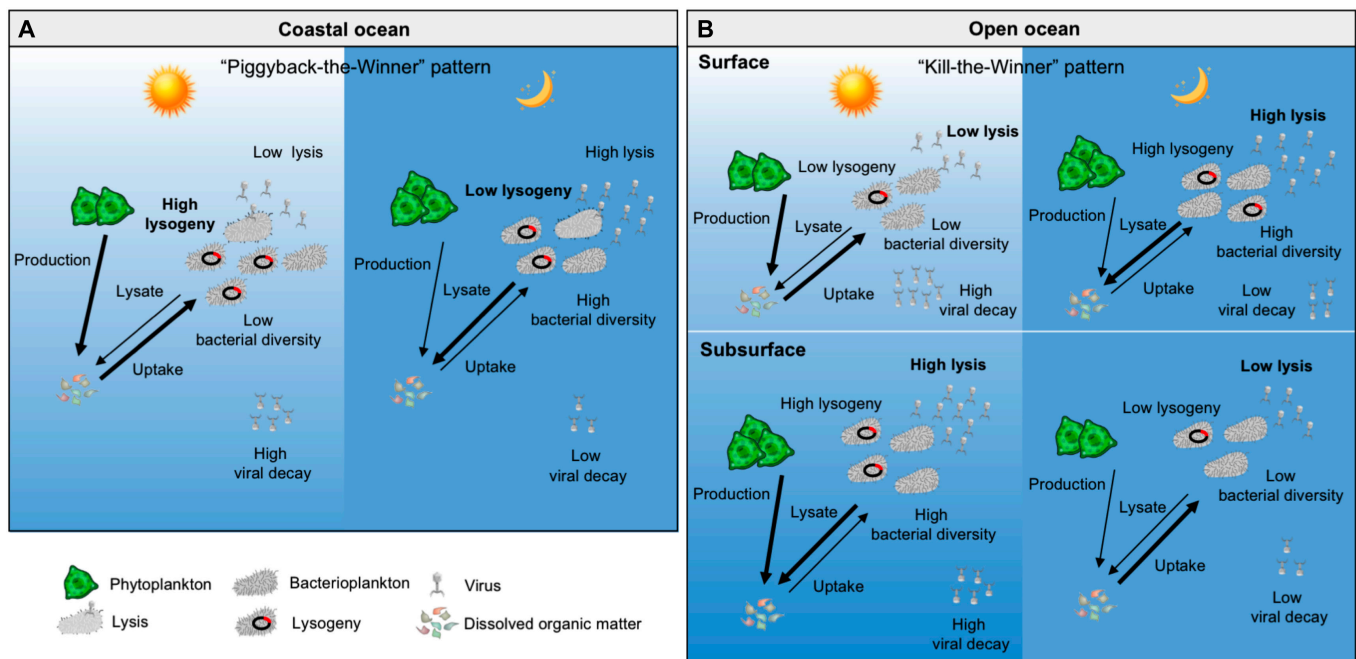 A
Coastal ocean
“Piggyback-the-Winner” pattern
Low lysis
High
lysogeny
Production
Lysate
Low
bacterial diversity
Uptake
High
viral decay
High lysis
Low lysogeny
Lysate
High
bacterial diversity
Uptake
Low
viral decay
Phytoplankton
Bacterioplankton
Virus
Lysis
Lysogeny
Dissolved organic matter
B
Open ocean
Surface
“Kill-the-Winner” pattern
Low lysis
Low lysogeny
Production
Lysate
Low
bacterial diversity
Uptake
High
viral decay
High lysis
High lysogeny
Production
Lysate
High
bacterial diversity
Uptake
Low
viral decay
Subsurface
High lysis
High lysogeny
Production
Lysate
High
bacterial diversity
Uptake
High
viral decay
Low lysis
Low lysogeny
Production
Lysate
Low
bacterial diversity
Uptake
Low
viral decay